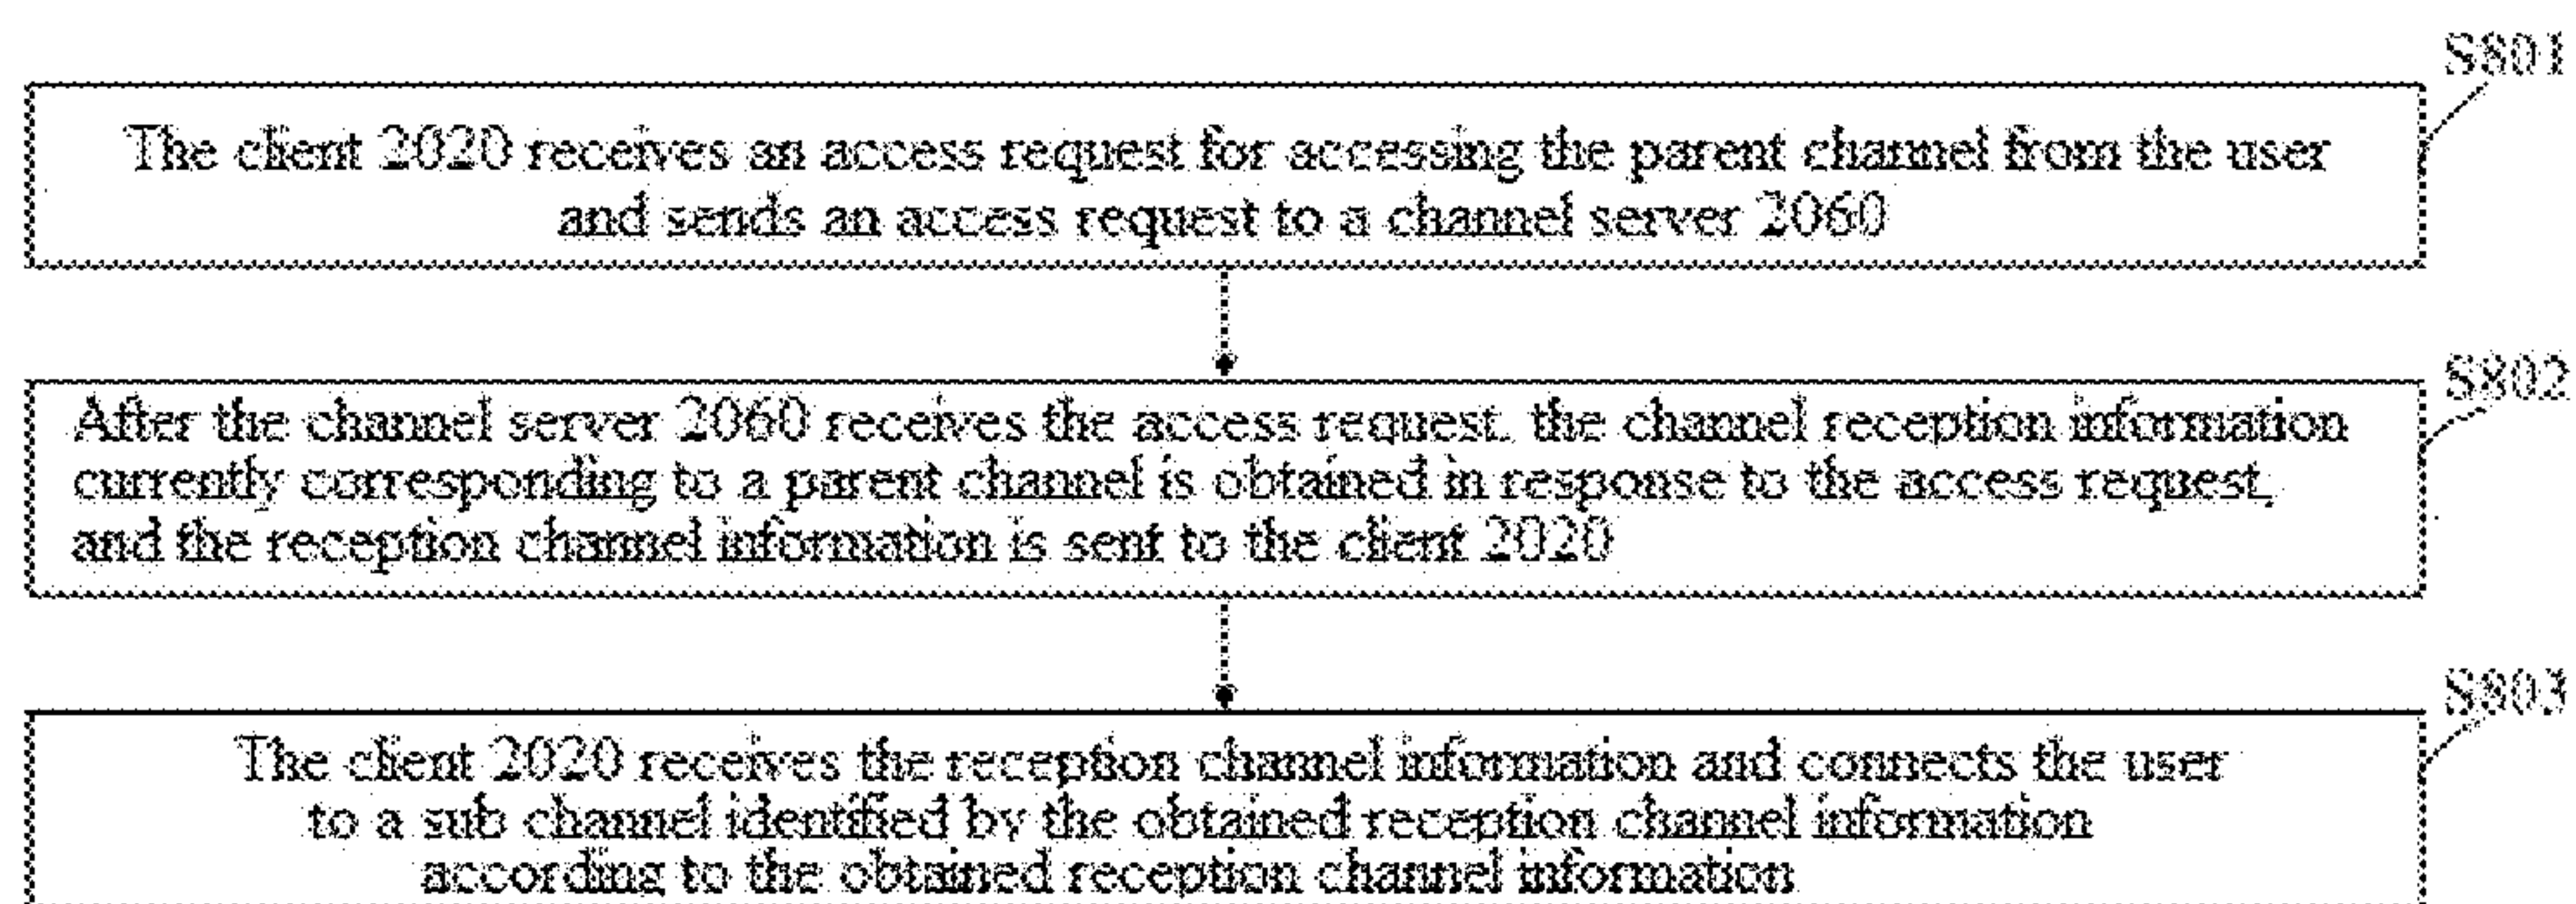 S801
The client 2020 receives an access request for accessing the parent channel from the user
and sends an access request to a channel server 2060
S802
After the channel server 2060 receives the access request, the channel reception information
currently corresponding to a parent channel is obtained in response to the access request,
and the reception channel information is sent to the client 2020
S803
The client 2020 receives the reception channel information and connects the user
to a sub channel identified by the obtained reception channel information
according to the obtained reception channel information